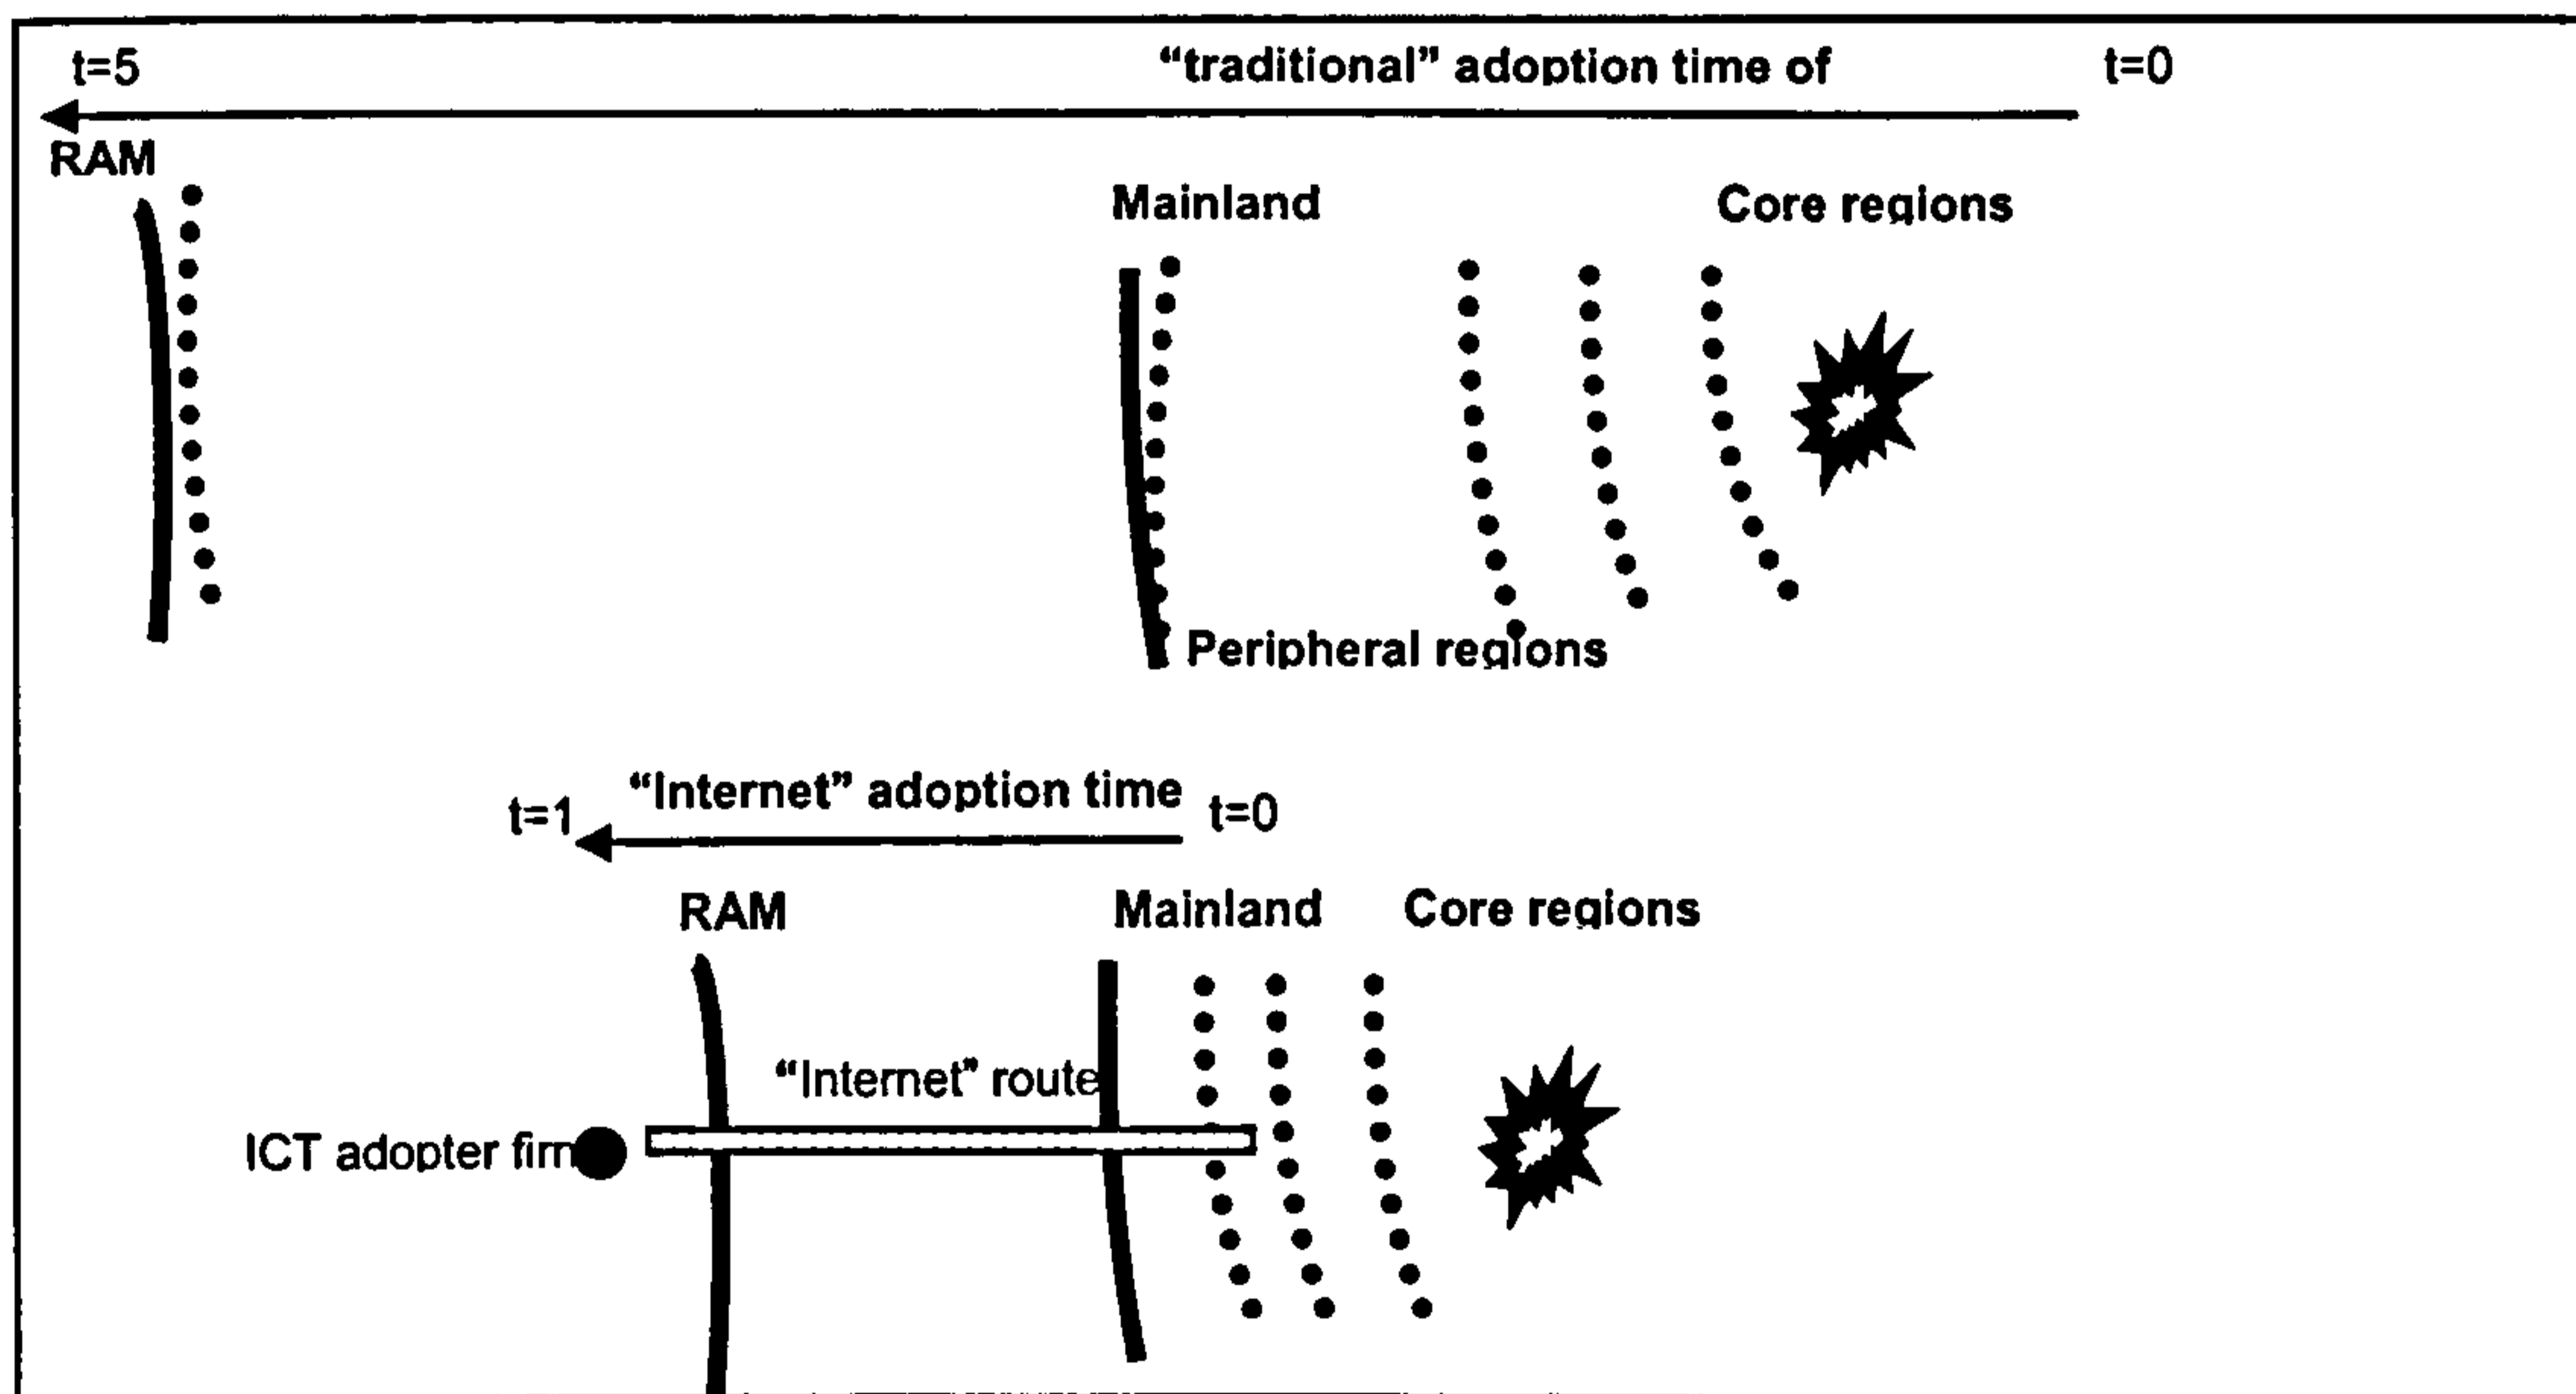 t=5 “traditional” adoption time of t=0
RAM
Mainland Core regions
Peripheral regions
“Internet” adoption time
t=1 t=0
RAM Mainland Core regions
“Internet” route
ICT adopter firm